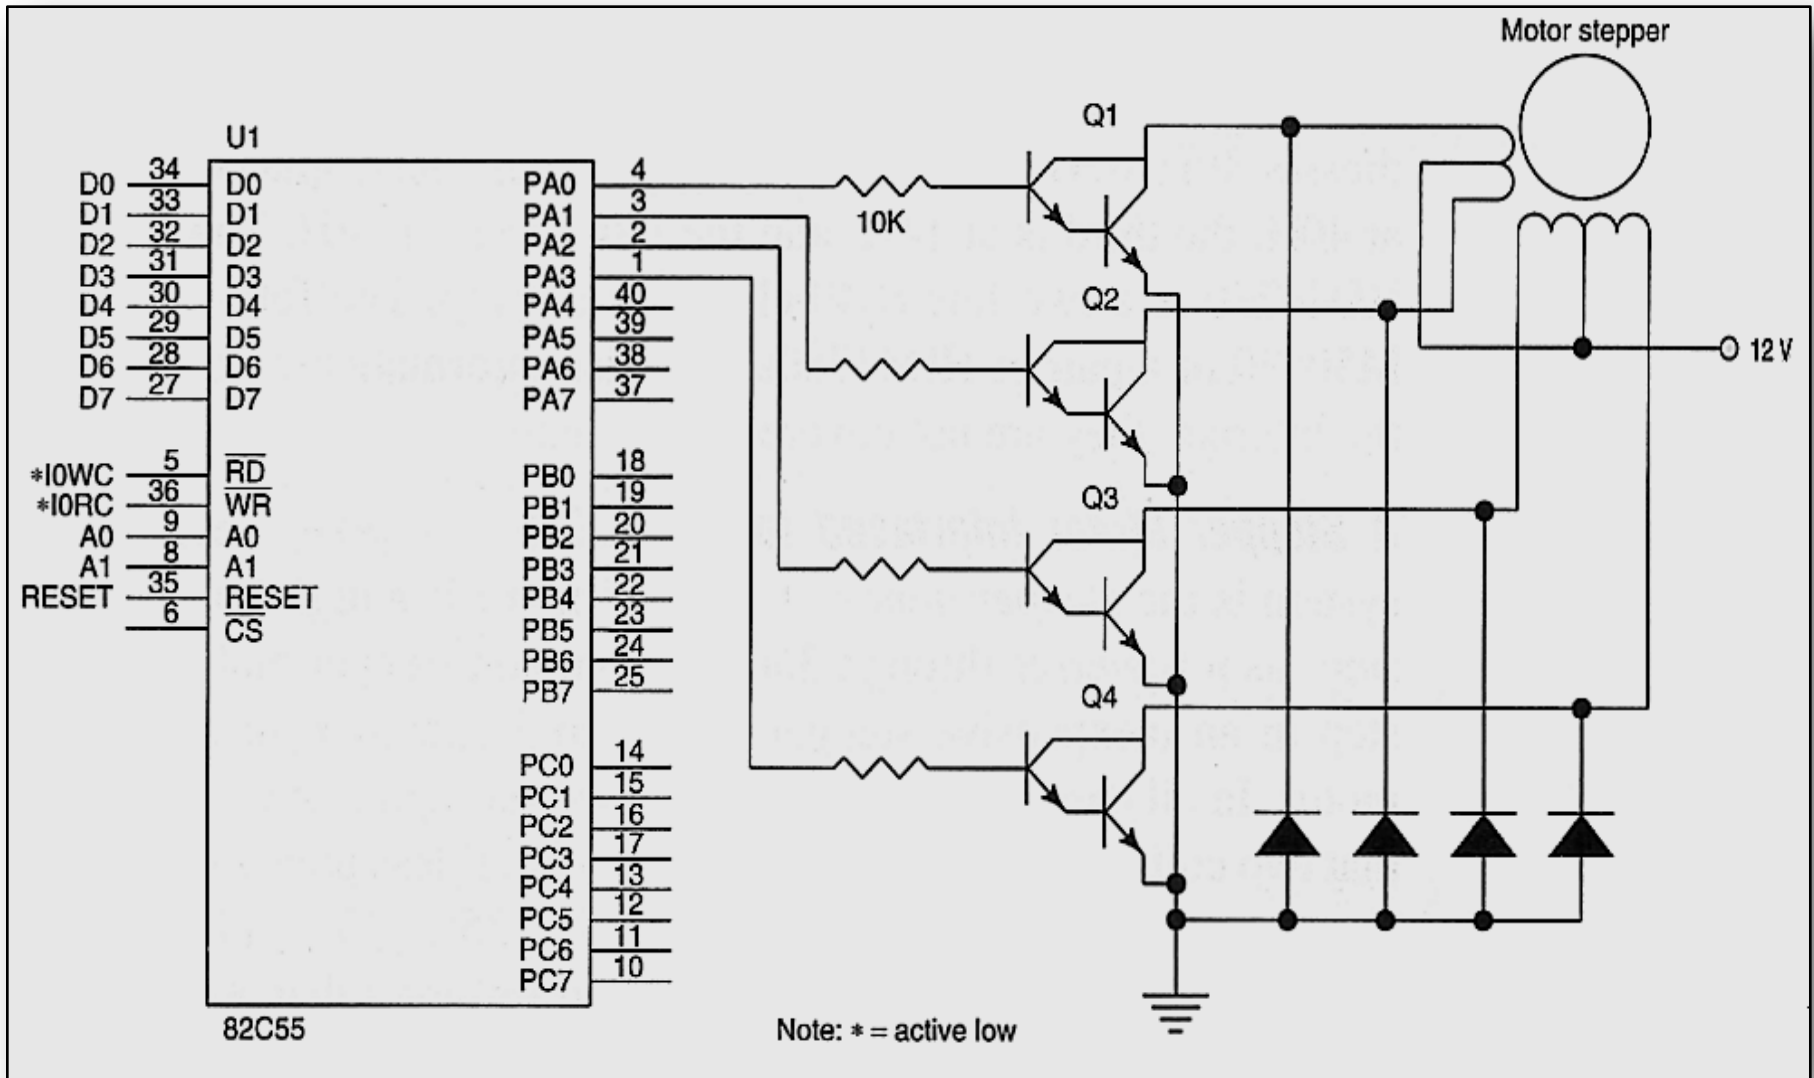 Motor stepper
U1
Q1
D0 34 D0 PA0 4
10K
D1 33 D1 PA1 3
D2 32 D2 PA2 2
D3 31 D3 PA3 1
D4 30 D4 PA4 40
Q2
D5 29 D5 PA5 39
D6 28 D6 PA6 38
12 V
D7 27 D7 PA7 37
*I0WC 5 RD PB0 18
*I0RC 36 WR PB1 19
Q3
A0 9 A0 PB2 20
A1 8 A1 PB3 21
RESET 35 RESET PB4 22
6 CS PB5 23
PB6 24
PB7 25
Q4
PC0 14
PC1 15
PC2 16
PC3 17
PC4 13
PC5 12
PC6 11
PC7 10
82C55
Note: * = active low